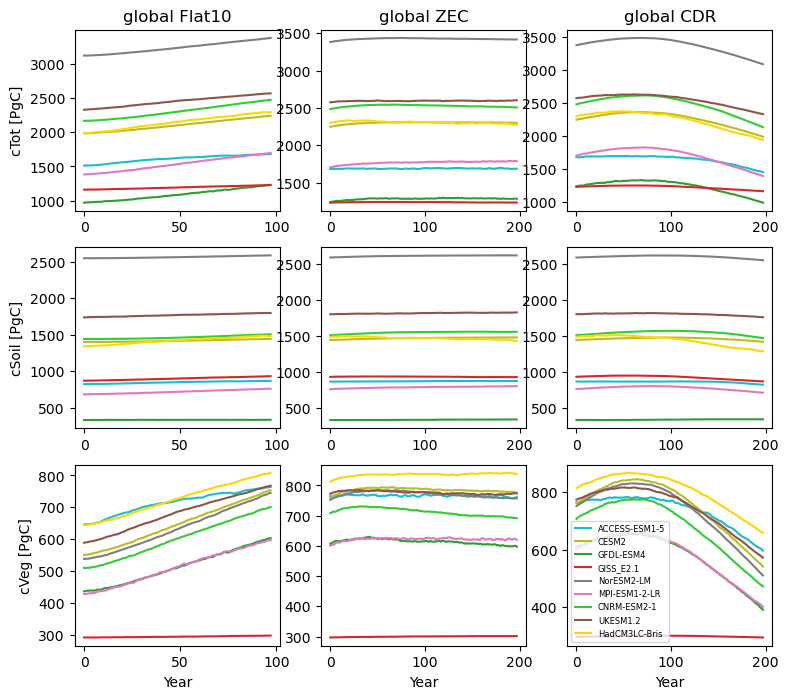 global Flat10 global ZEC global CDR
cTot [PgC]
3000
2500
2000
1500
1000
0 50 100
3500
3000
2500
2000
1500
0 100 200
3500
3000
2500
2000
1500
1000
0 100 200
cSoil [PgC]
2500
2000
1500
1000
500
0 50 100
2500
2000
1500
1000
500
0 100 200
2500
2000
1500
1000
500
0 100 200
cVeg [PgC]
800
700
600
500
400
300
0 50 100
Year
800
700
600
500
400
300
0 100 200
Year
800
600
400
ACCESS-ESM1-5
CESM2
GFDL-ESM4
GISS_E2.1
NorESM2-LM
MPI-ESM1-2-LR
CNRM-ESM2-1
UKESM1.2
HadCM3LC-Bris
0 100 200
Year